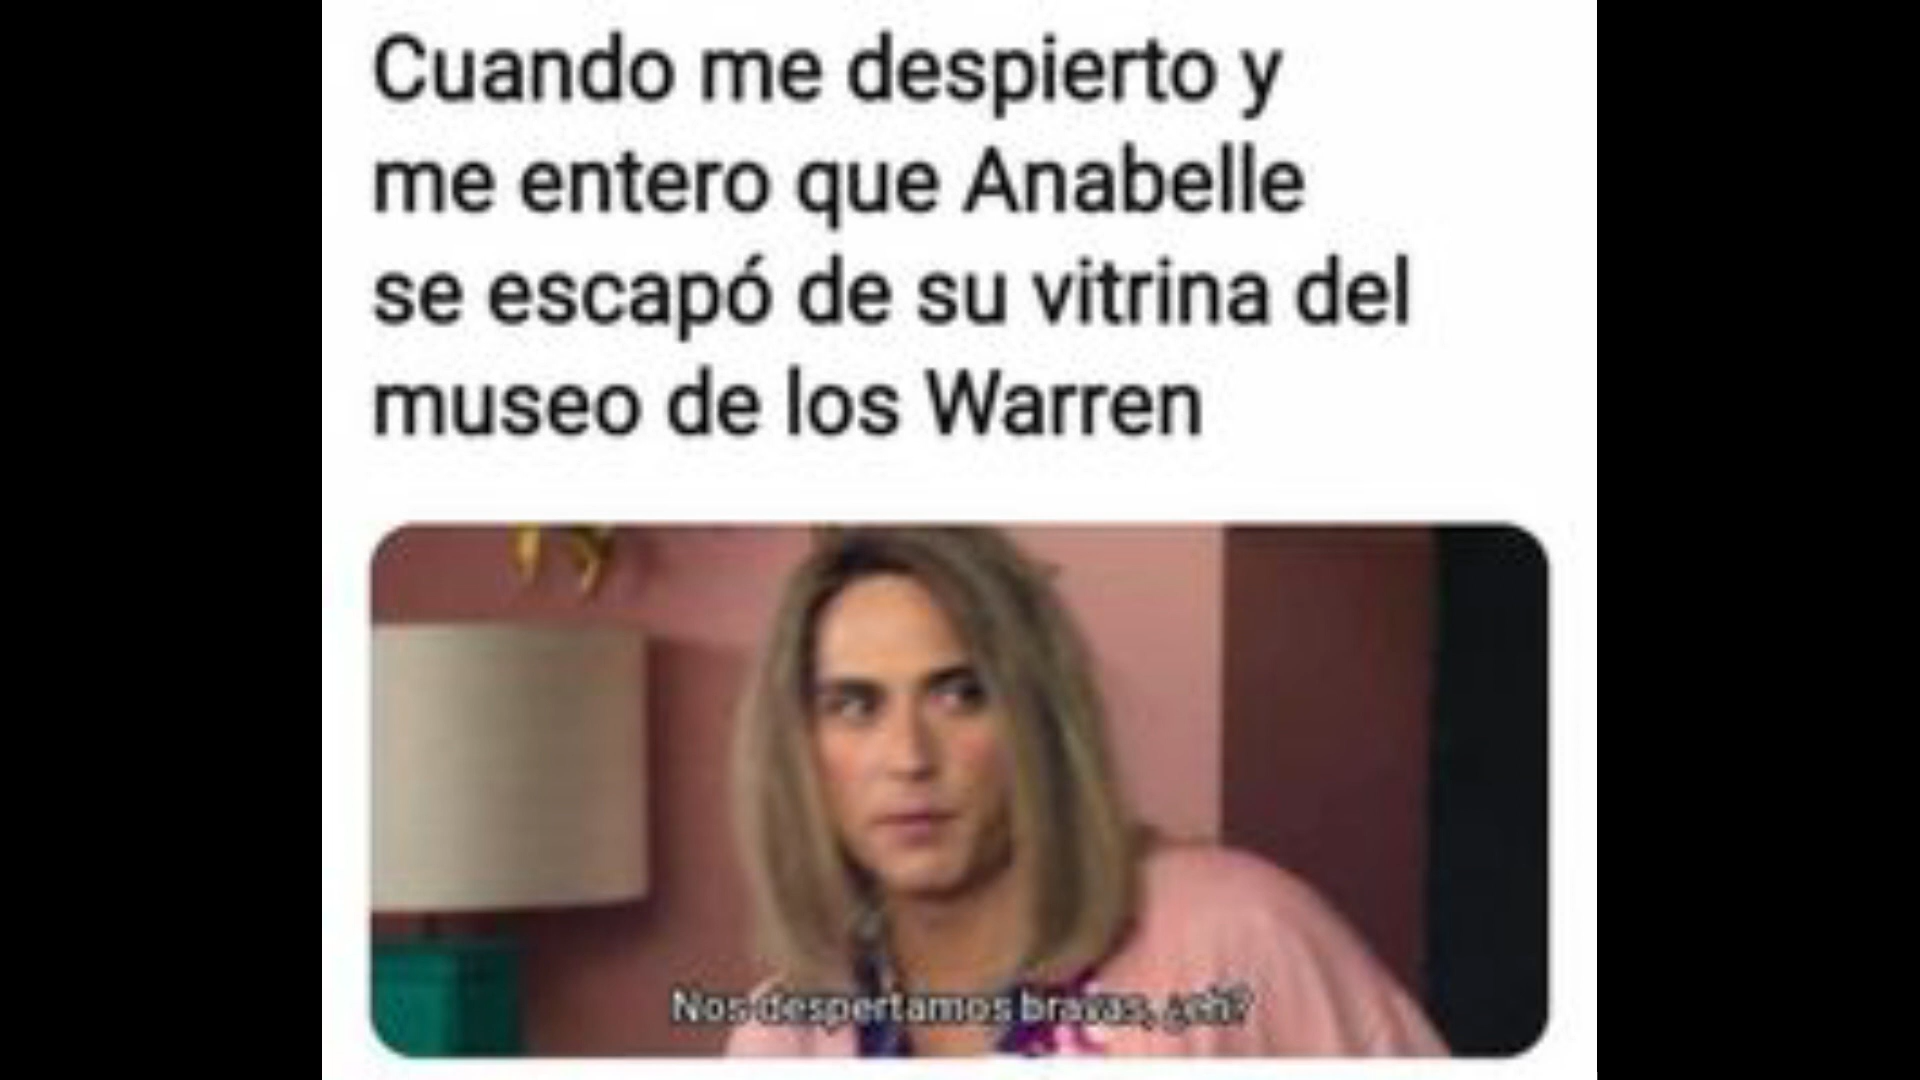 Cuando me despierto y
me entero que Anabelle
se escapó de su vitrina del
museo de los Warren
Nos despertamos bravas, ¿eh?